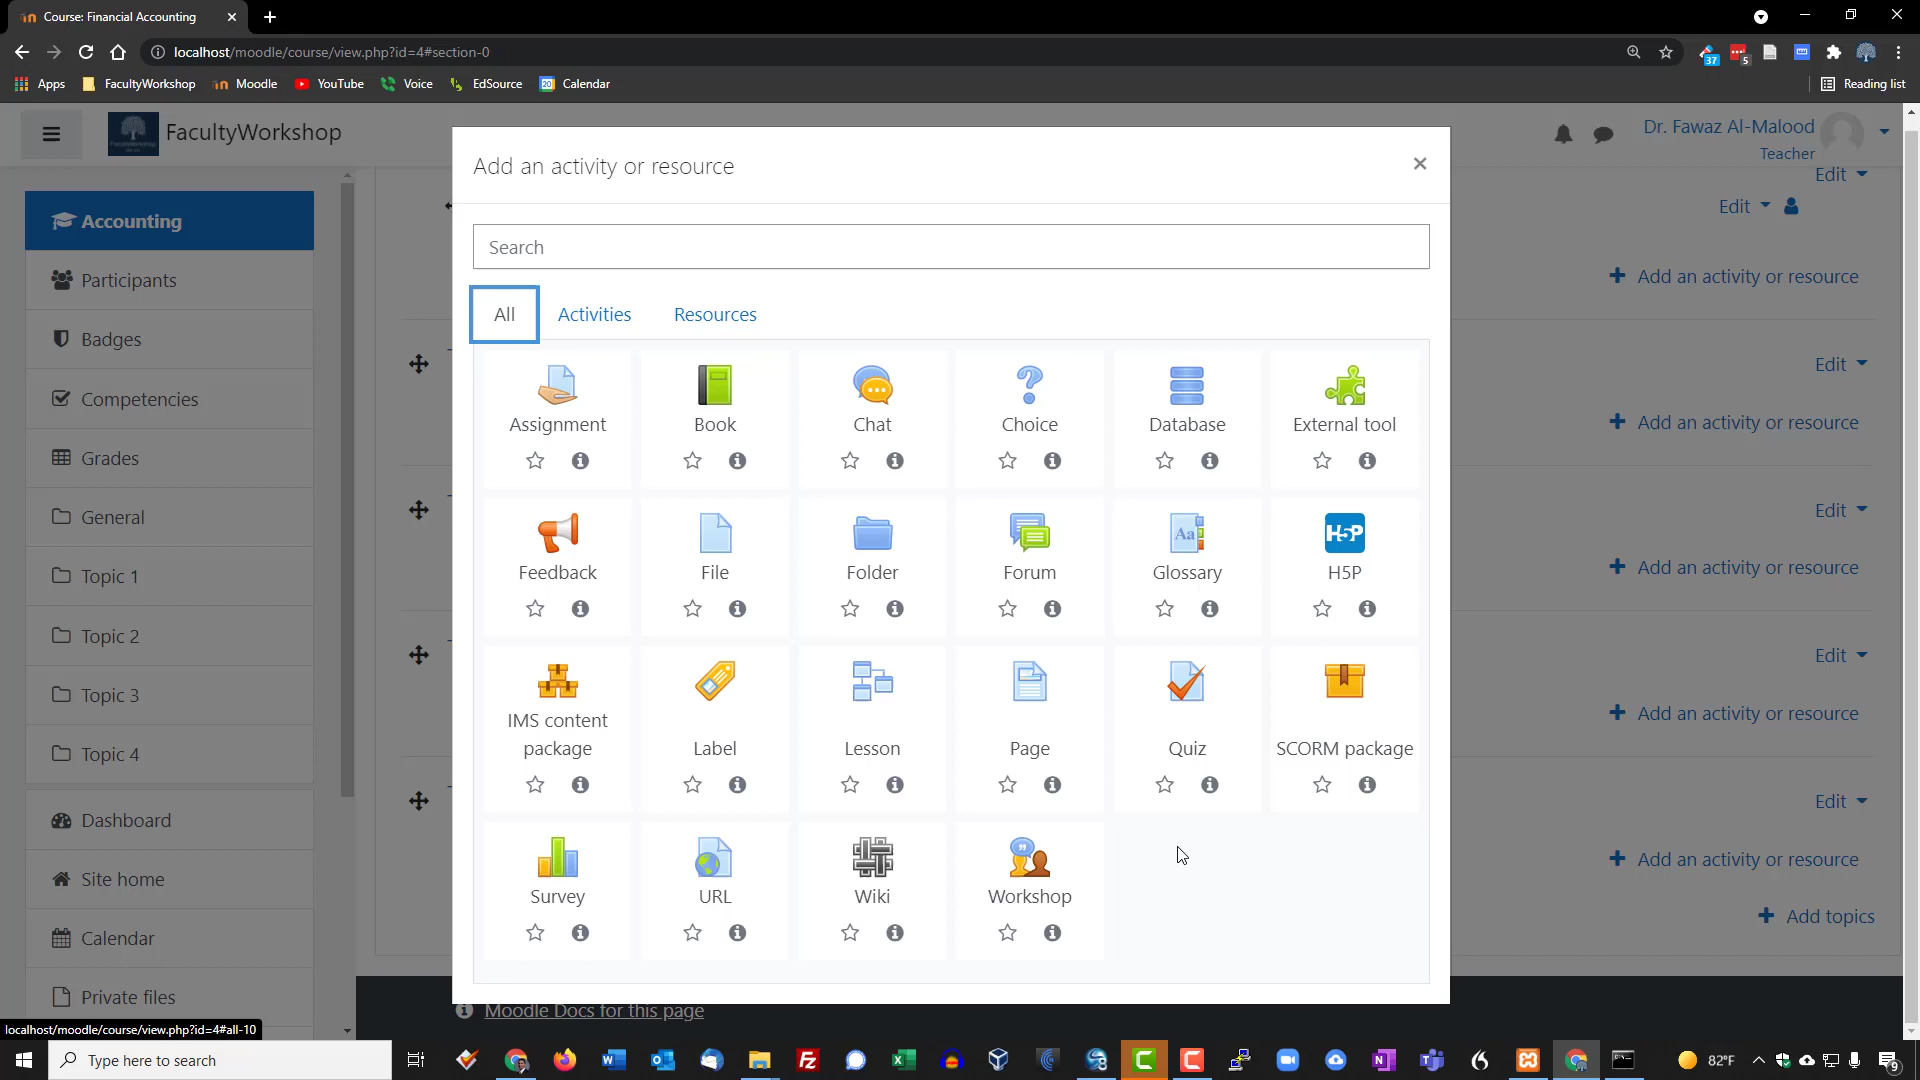 Course: Financial Accounting
localhost/moodle/course/view.php?id=4#section-0
37
5
Apps
FacultyWorkshop
Moodle
YouTube
Voice
EdSource
20
Calendar
Reading list
FacultyWorkshop
Dr. Fawaz Al-Malood
Teacher
Accounting
Participants
Badges
Competencies
Grades
General
Topic 1
Topic 2
Topic 3
Topic 4
Dashboard
Site home
Calendar
Private files
Add an activity or resource
Search
All Activities Resources
Assignment Book Chat Choice Database External tool
Feedback File Folder Forum Glossary H5P
IMS content package
Label Lesson Page Quiz SCORM package
Survey URL Wiki Workshop
Edit
Edit
Add an activity or resource
Edit
Add an activity or resource
Edit
Add an activity or resource
Edit
Add an activity or resource
Edit
Add an activity or resource
Add topics
Moodle Docs for this page
localhost/moodle/course/view.php?id=4#all-10
Type here to search
82°F
9